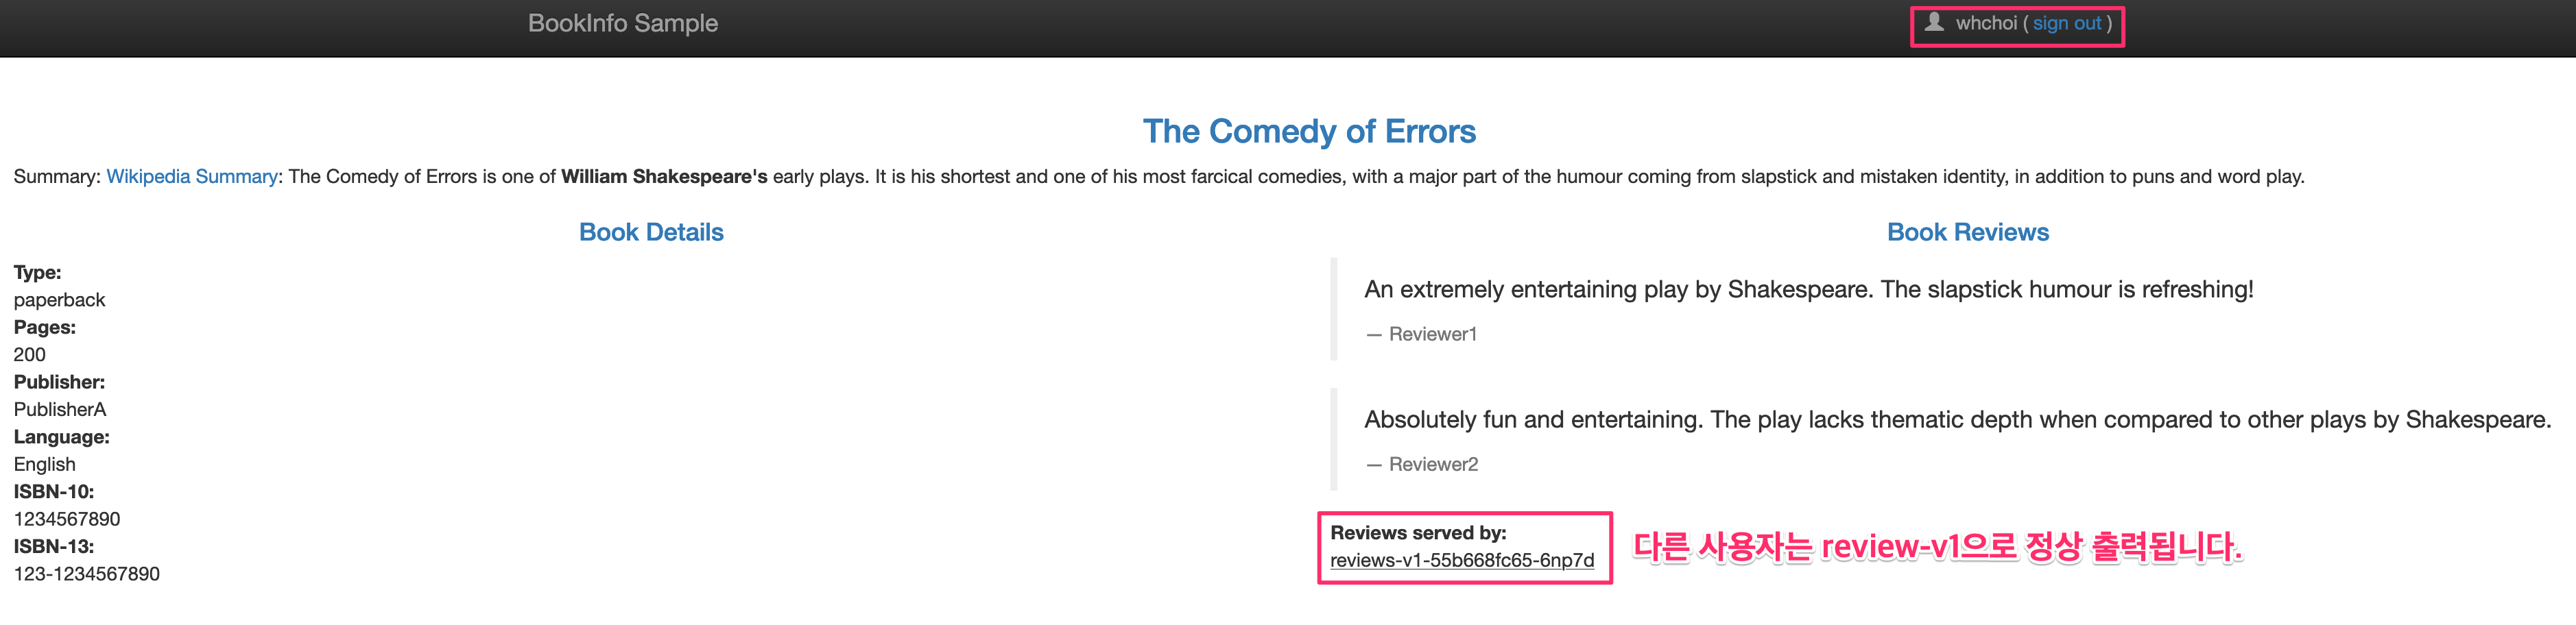 BookInfo Sample
whchoi ( sign out )
The Comedy of Errors
Summary: Wikipedia Summary: The Comedy of Errors is one of William Shakespeare's early plays. It is his shortest and one of his most farcical comedies, with a major part of the humour coming from slapstick and mistaken identity, in addition to puns and word play.
Book Details
Type:
paperback
Pages:
200
Publisher:
PublisherA
Language:
English
ISBN-10:
1234567890
ISBN-13:
123-1234567890
Book Reviews
An extremely entertaining play by Shakespeare. The slapstick humour is refreshing!
— Reviewer1
Absolutely fun and entertaining. The play lacks thematic depth when compared to other plays by Shakespeare.
— Reviewer2
Reviews served by:
reviews-v1-55b668fc65-6np7d
다른 사용자는 review-v1으로 정상 출력됩니다.